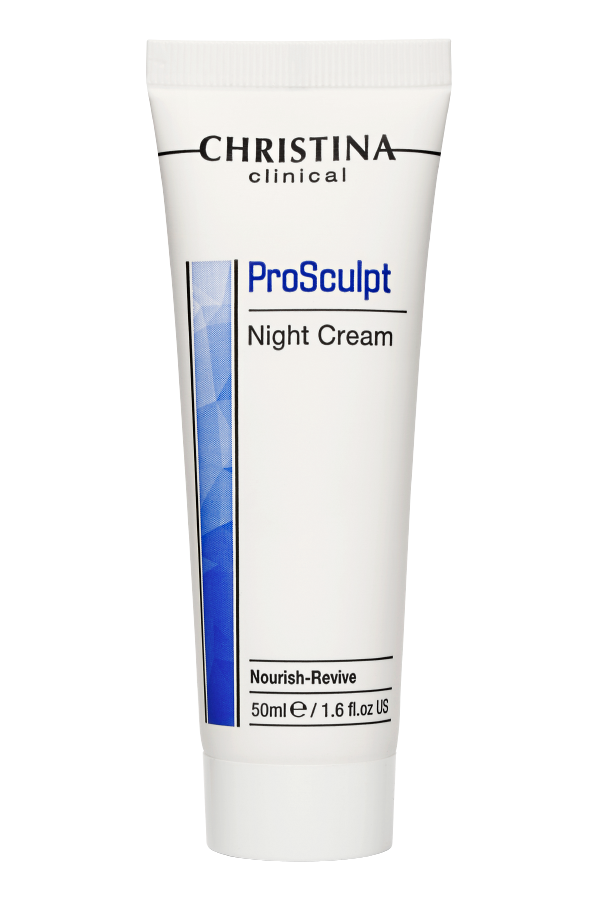 CHRISTINA
clinical
ProSculpt
Night Cream
Nourish-Revive
50ml ℮ / 1.6 fl.oz US